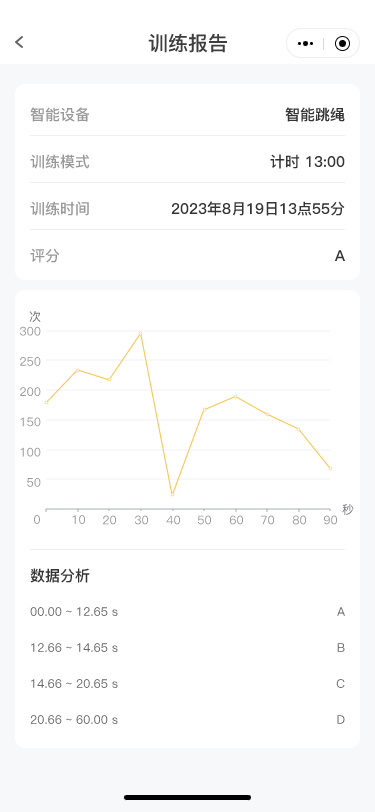 训练报告
智能设备 智能跳绳
训练模式 计时 13:00
训练时间 2023年8月19日13点55分
评分 A
次
300
250
200
150
100
50
0 10 20 30 40 50 60 70 80 90 秒
数据分析
00.00 ~ 12.65 s A
12.66 ~ 14.65 s B
14.66 ~ 20.65 s C
20.66 ~ 60.00 s D